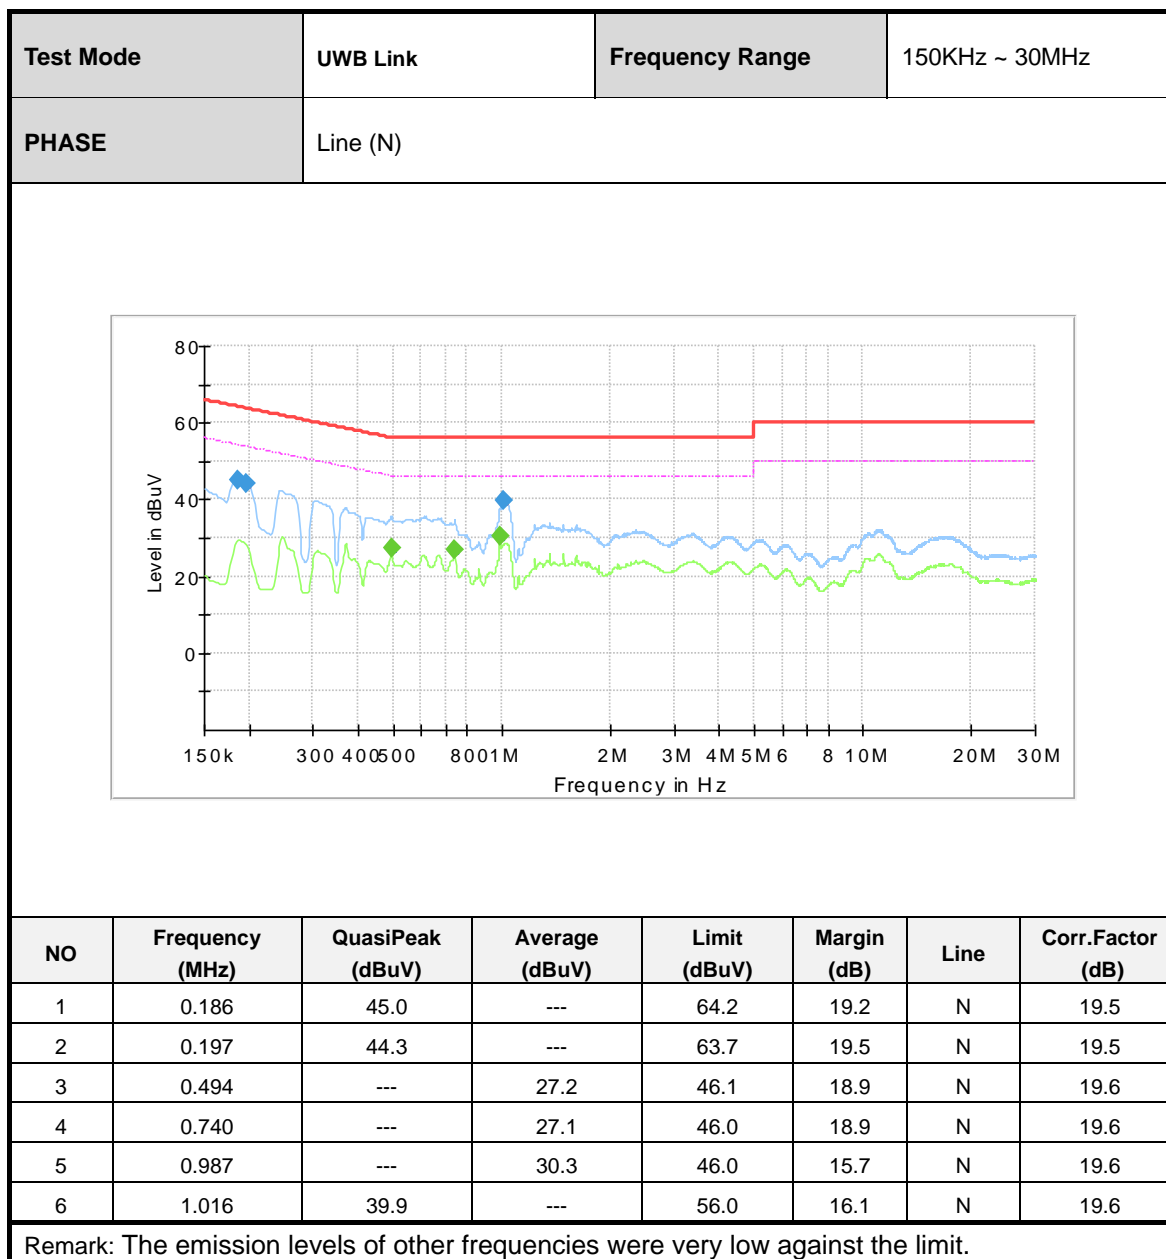 Test Mode UWB Link Frequency Range 150KHz ~ 30MHz
PHASE Line (N)
80
60
40
20
0
Level in dBuV
150k 300 400 500 800 1M 2M 3M 4M 5M 6 8 10M 20M 30M
Frequency in Hz
NO Frequency (MHz) QuasiPeak (dBuV) Average (dBuV) Limit (dBuV) Margin (dB) Line Corr.Factor (dB)
1 0.186 45.0 --- 64.2 19.2 N 19.5
2 0.197 44.3 --- 63.7 19.5 N 19.5
3 0.494 --- 27.2 46.1 18.9 N 19.6
4 0.740 --- 27.1 46.0 18.9 N 19.6
5 0.987 --- 30.3 46.0 15.7 N 19.6
6 1.016 39.9 --- 56.0 16.1 N 19.6
Remark: The emission levels of other frequencies were very low against the limit.